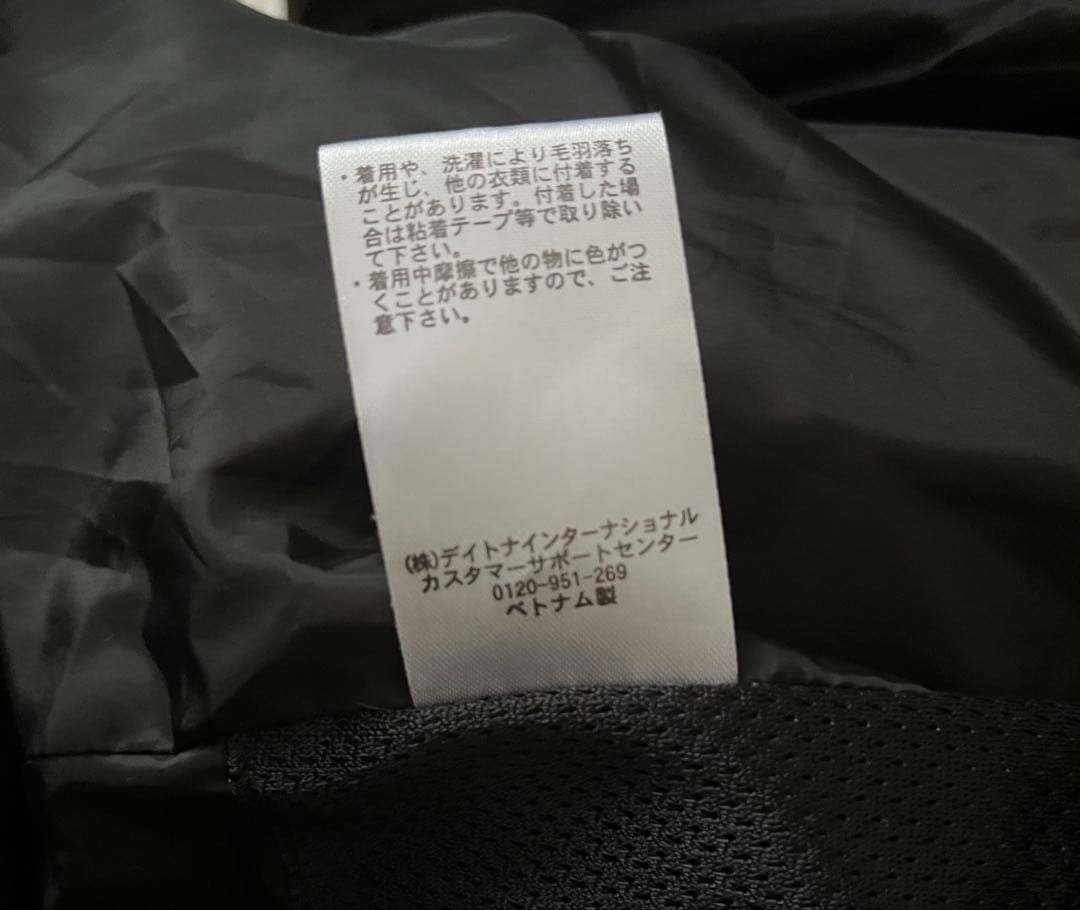 ・着用や、洗濯により毛羽落ち
が生じ、他の衣類に付着する
ことがあります。付着した場
合は粘着テープ等で取り除い
て下さい。
・着用中摩擦で他の物に色がつ
くことがありますので、ご注
意下さい。
(株)デイトナインターナショナル
カスタマーサポートセンター
0120-951-269
ベトナム製